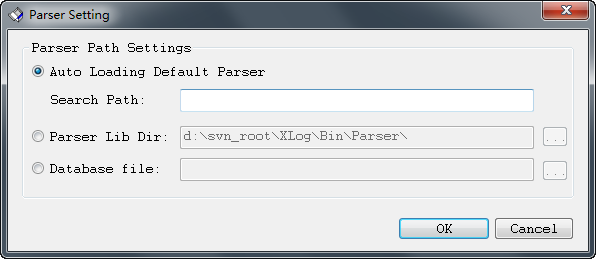 Parser Setting
Parser Path Settings
Auto Loading Default Parser
Search Path:
Parser Lib Dir: d:\svn_root\XLog\Bin\Parser\ ...
Database file: ...
OK Cancel